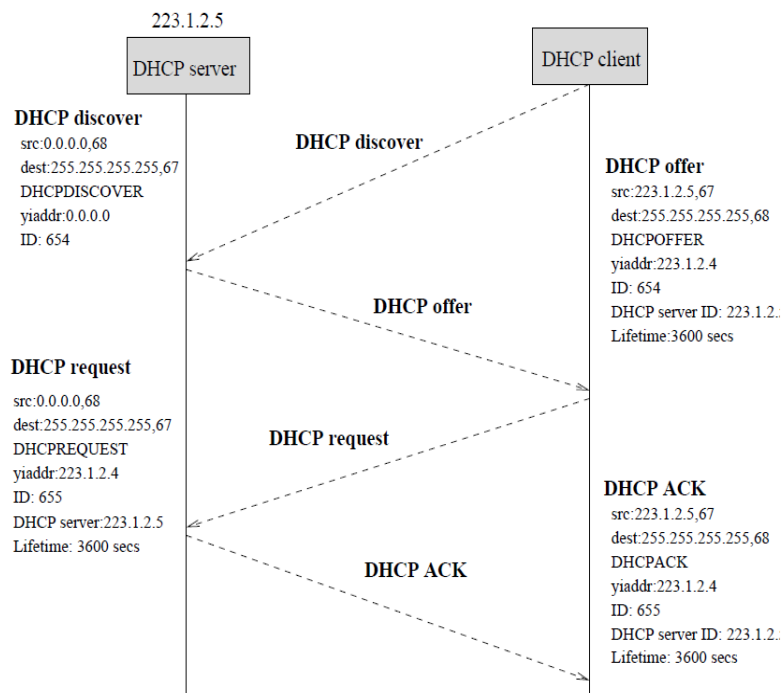 223.1.2.5
DHCP server
DHCP client
DHCP discover
src:0.0.0.0,68
dest:255.255.255.255,67
DHCPDISCOVER
yiaddr:0.0.0.0
ID: 654
DHCP discover
DHCP offer
src:223.1.2.5,67
dest:255.255.255.255,68
DHCPOFFER
yiaddr:223.1.2.4
ID: 654
DHCP server ID: 223.1.2.
Lifetime:3600 secs
DHCP offer
DHCP request
src:0.0.0.0,68
dest:255.255.255.255,67
DHCPREQUEST
yiaddr:223.1.2.4
ID: 655
DHCP server:223.1.2.5
Lifetime: 3600 secs
DHCP request
DHCP ACK
src:223.1.2.5,67
dest:255.255.255.255,68
DHCPACK
yiaddr:223.1.2.4
ID: 655
DHCP server ID: 223.1.2.
Lifetime: 3600 secs
DHCP ACK